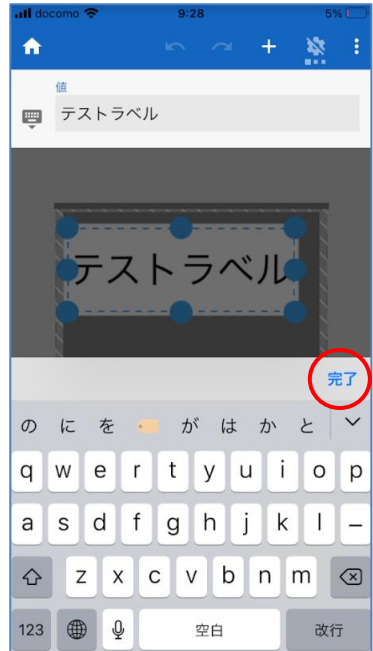 docomo 9:28 5%
値
テストラベル
テストラベル
完了
の に を が は か と
q w e r t y u i o p
a s d f g h j k l –
z x c v b n m
123 空白 改行